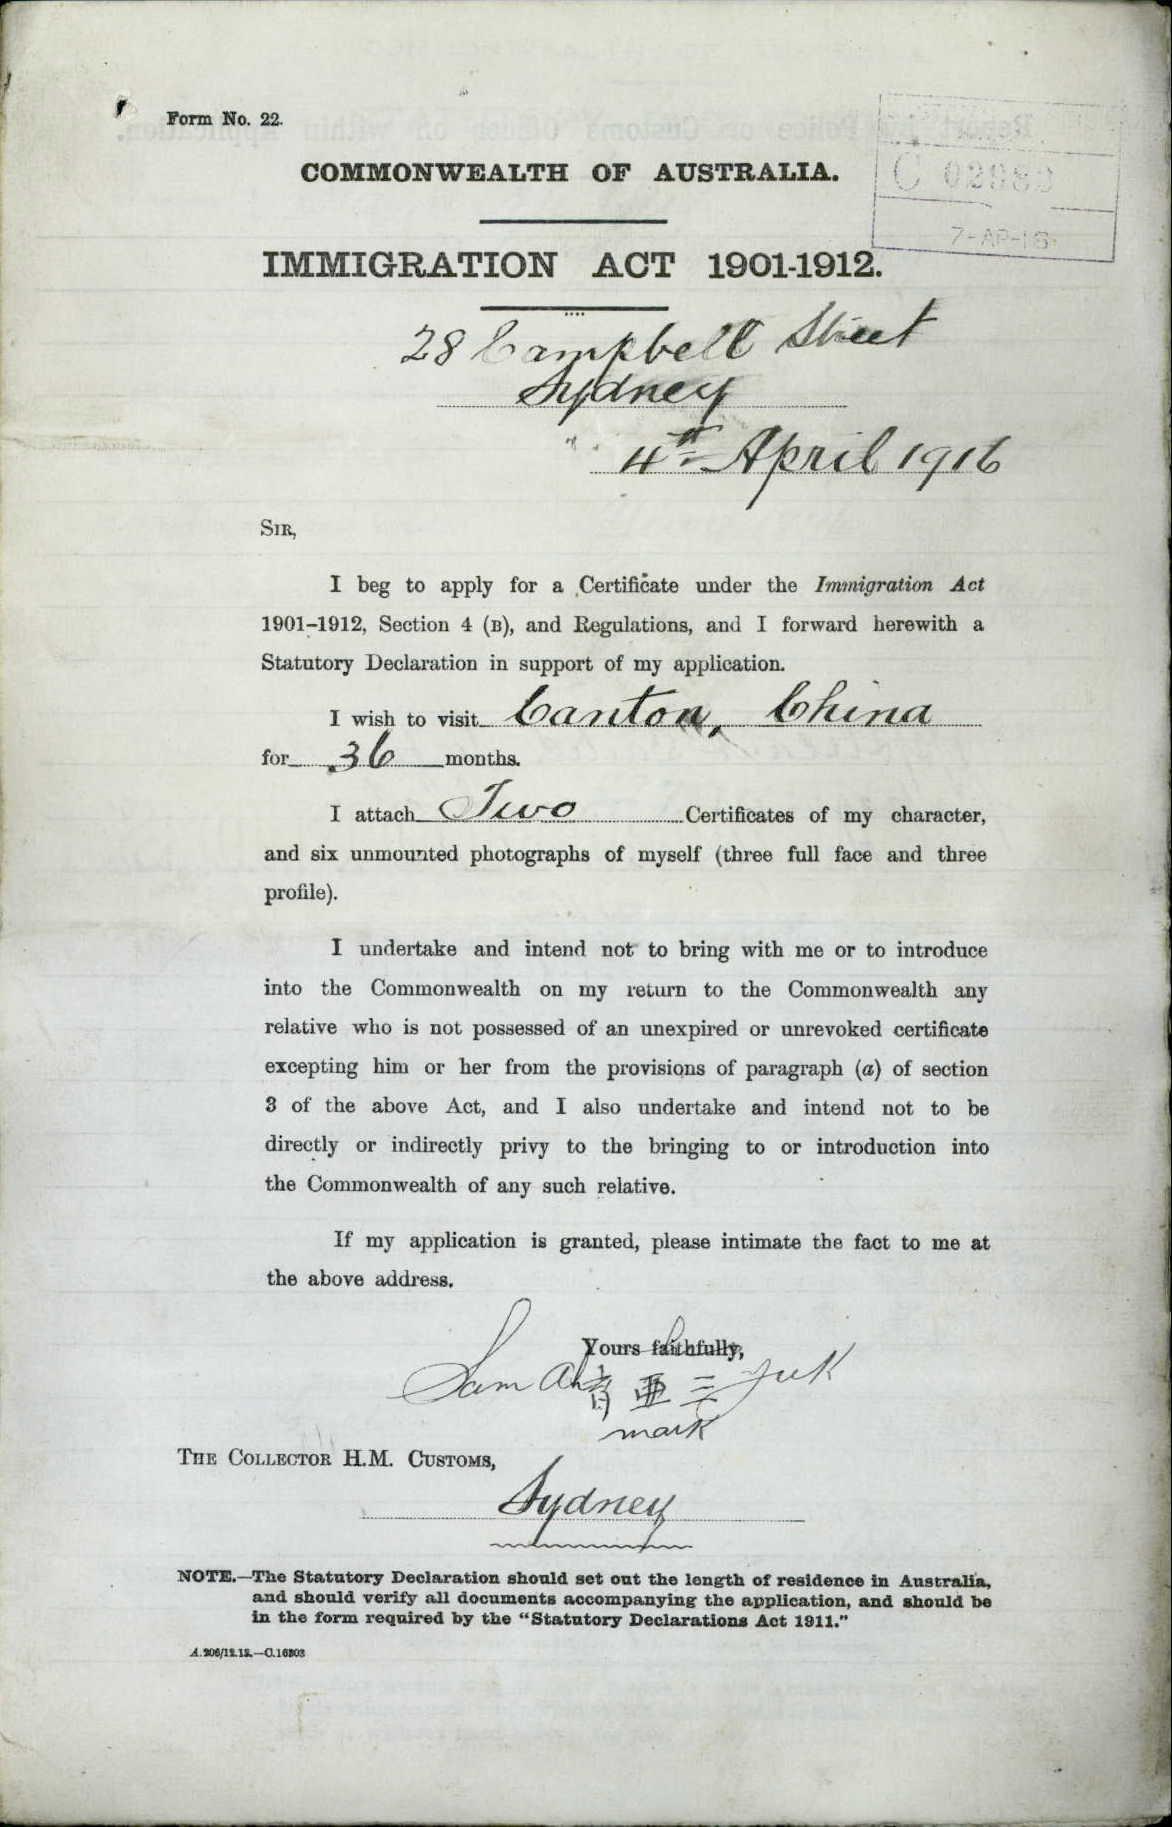 Form No. 22.
C 02980
7-AP-16
COMMONWEALTH OF AUSTRALIA.
IMMIGRATION ACT 1901-1912.
28 Campbell Street
Sydney
4th April 1916
SIR,
I beg to apply for a Certificate under the Immigration Act
1901-1912, Section 4 (B), and Regulations, and I forward herewith a
Statutory Declaration in support of my application.
I wish to visit Canton, China
for 36 months.
I attach Two Certificates of my character,
and six unmounted photographs of myself (three full face and three
profile).
I undertake and intend not to bring with me or to introduce
into the Commonwealth on my return to the Commonwealth any
relative who is not possessed of an unexpired or unrevoked certificate
excepting him or her from the provisions of paragraph (a) of section
3 of the above Act, and I also undertake and intend not to be
directly or indirectly privy to the bringing to or introduction into
the Commonwealth of any such relative.
If my application is granted, please intimate the fact to me at
the above address.
Yours faithfully,
Sam Ah 育亜三 Yuk
mark
THE COLLECTOR H.M. CUSTOMS,
Sydney
NOTE.—The Statutory Declaration should set out the length of residence in Australia,
and should verify all documents accompanying the application, and should be
in the form required by the "Statutory Declarations Act 1911."
A.206/12.12.—C.16303